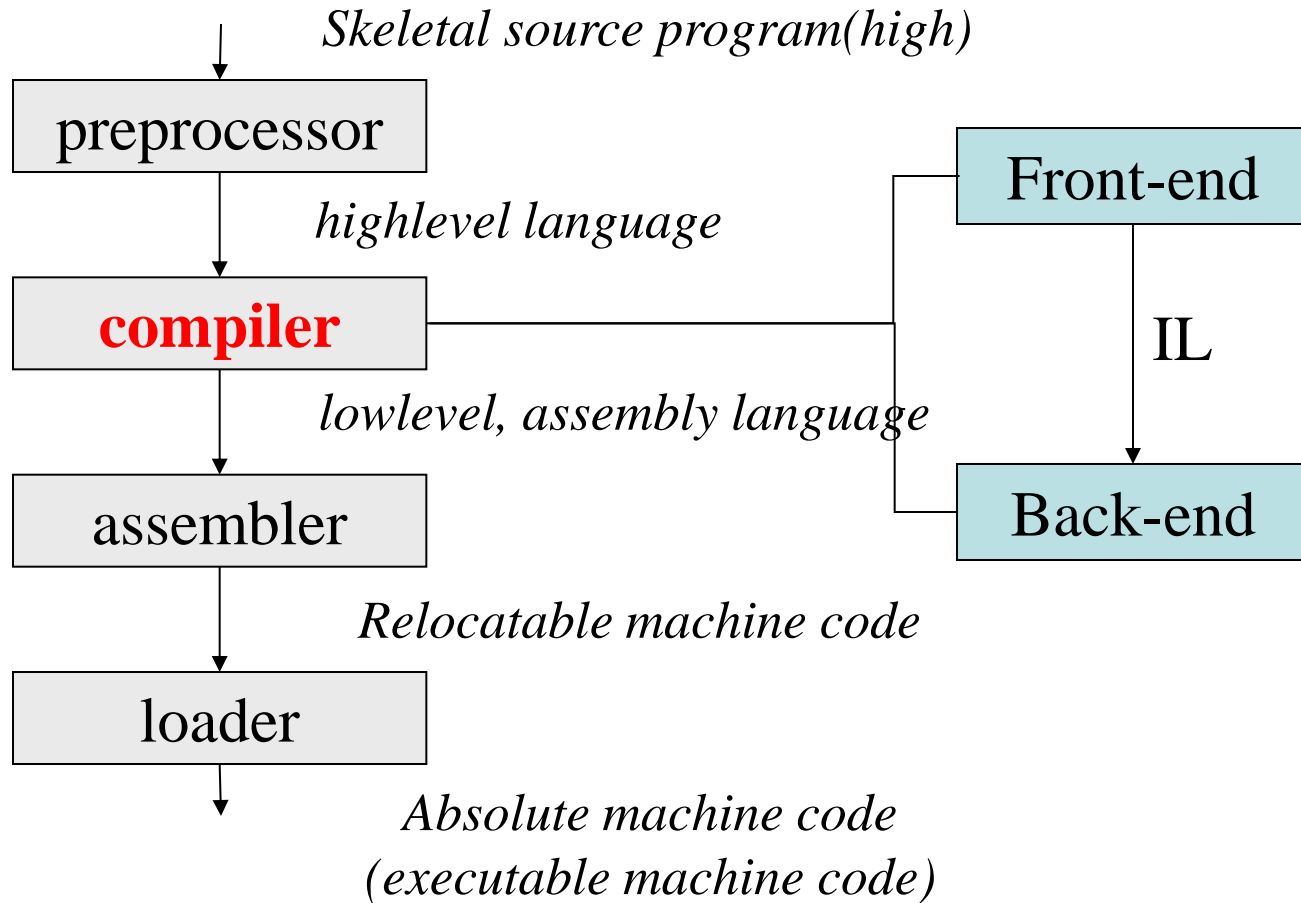 Skeletal source program(high)
preprocessor
highlevel language
compiler
lowlevel, assembly language
assembler
Relocatable machine code
loader
Absolute machine code
(executable machine code)
Front-end
IL
Back-end